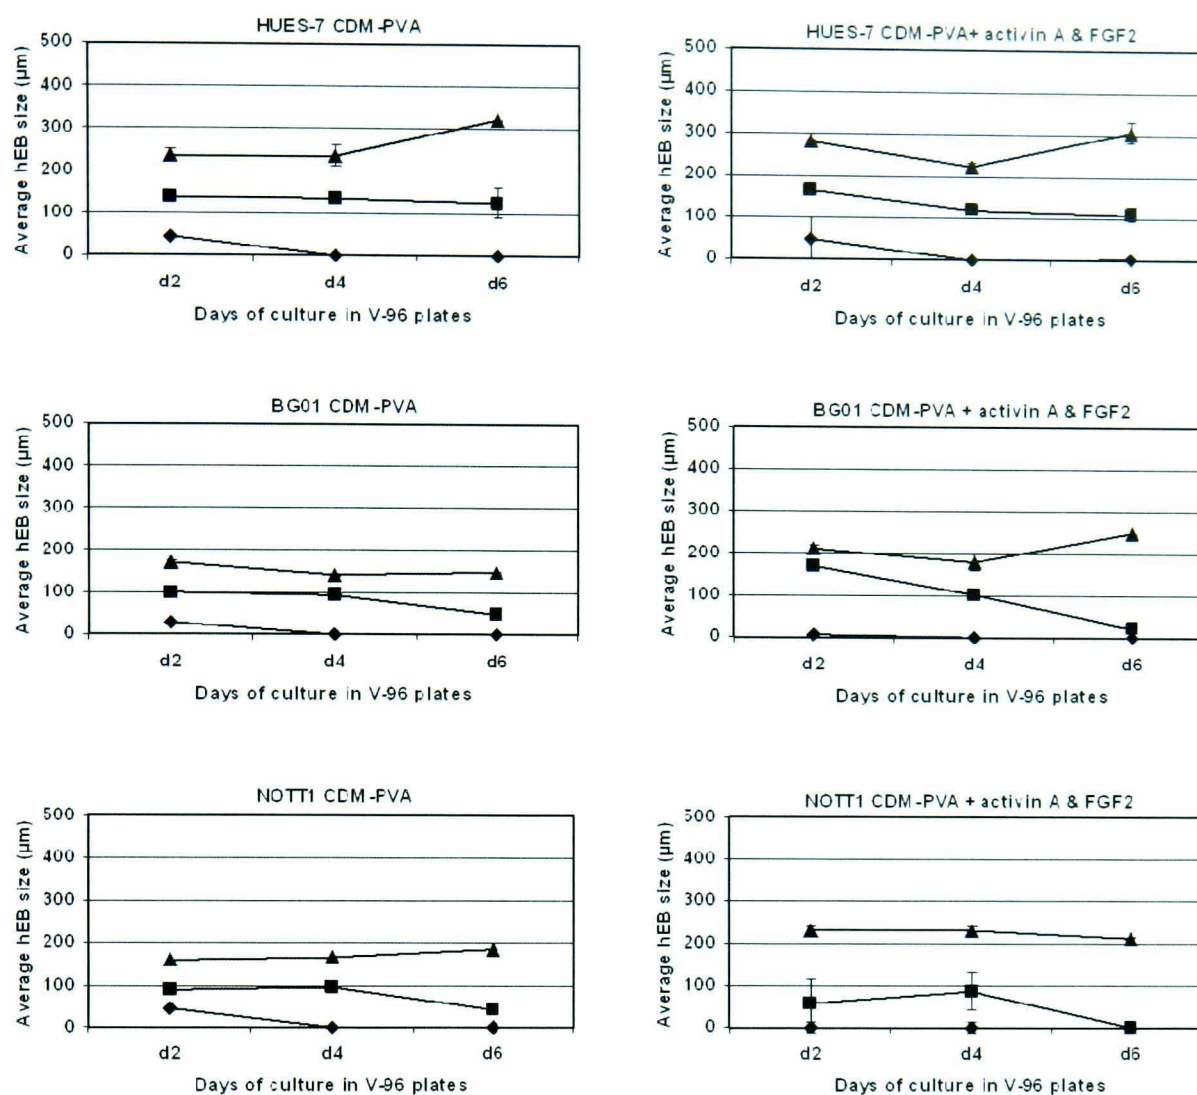 HUES-7 CDM-PVA
500
400
300
200
100
0
Average hEB size (µm)
d2 d4 d6
Days of culture in V-96 plates
HUES-7 CDM-PVA+ activin A & FGF2
500
400
300
200
100
0
Average hEB size (µm)
d2 d4 d6
Days of culture in V-96 plates
BG01 CDM-PVA
500
400
300
200
100
0
Average hEB size (µm)
d2 d4 d6
Days of culture in V-96 plates
BG01 CDM-PVA + activin A & FGF2
500
400
300
200
100
0
Average hEB size (µm)
d2 d4 d6
Days of culture in V-96 plates
NOTT1 CDM-PVA
500
400
300
200
100
0
Average hEB size (µm)
d2 d4 d6
Days of culture in V-96 plates
NOTT1 CDM-PVA + activin A & FGF2
500
400
300
200
100
0
Average hEB size (µm)
d2 d4 d6
Days of culture in V-96 plates